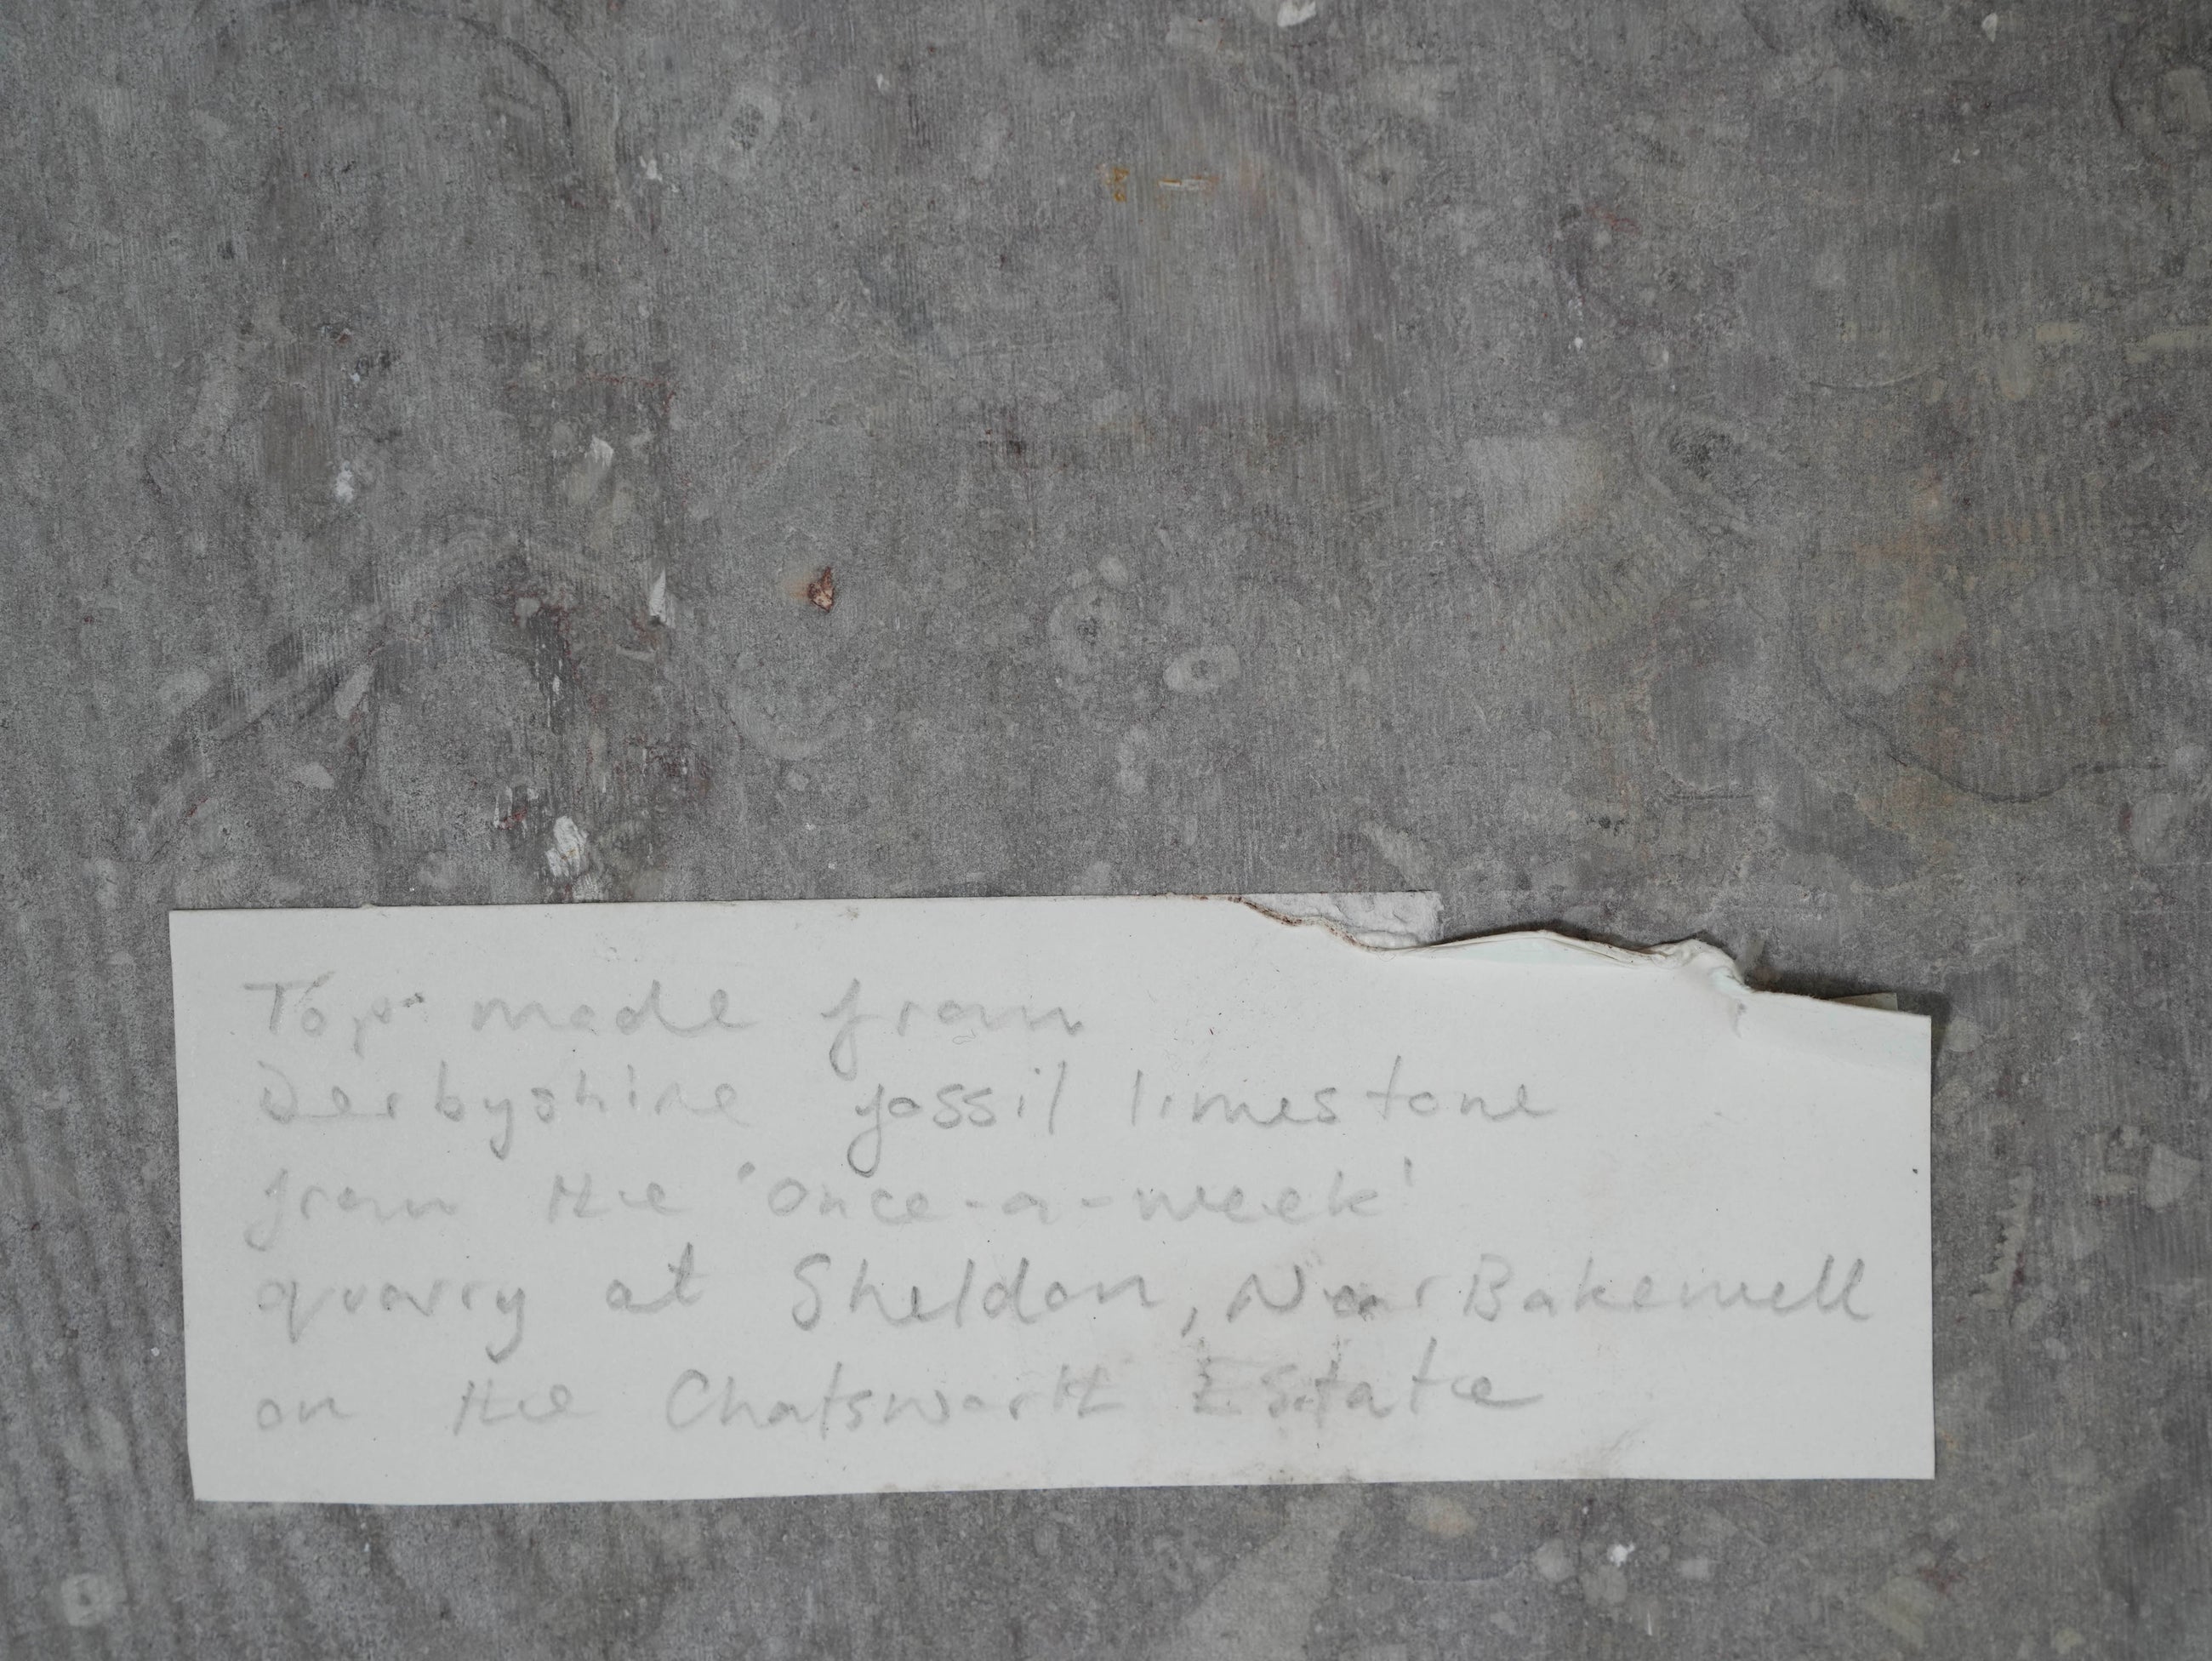 Top made from
Derbyshire fossil limestone
from the 'once-a-week'
quarry at Sheldon, Near Bakewell
on the Chatsworth Estate